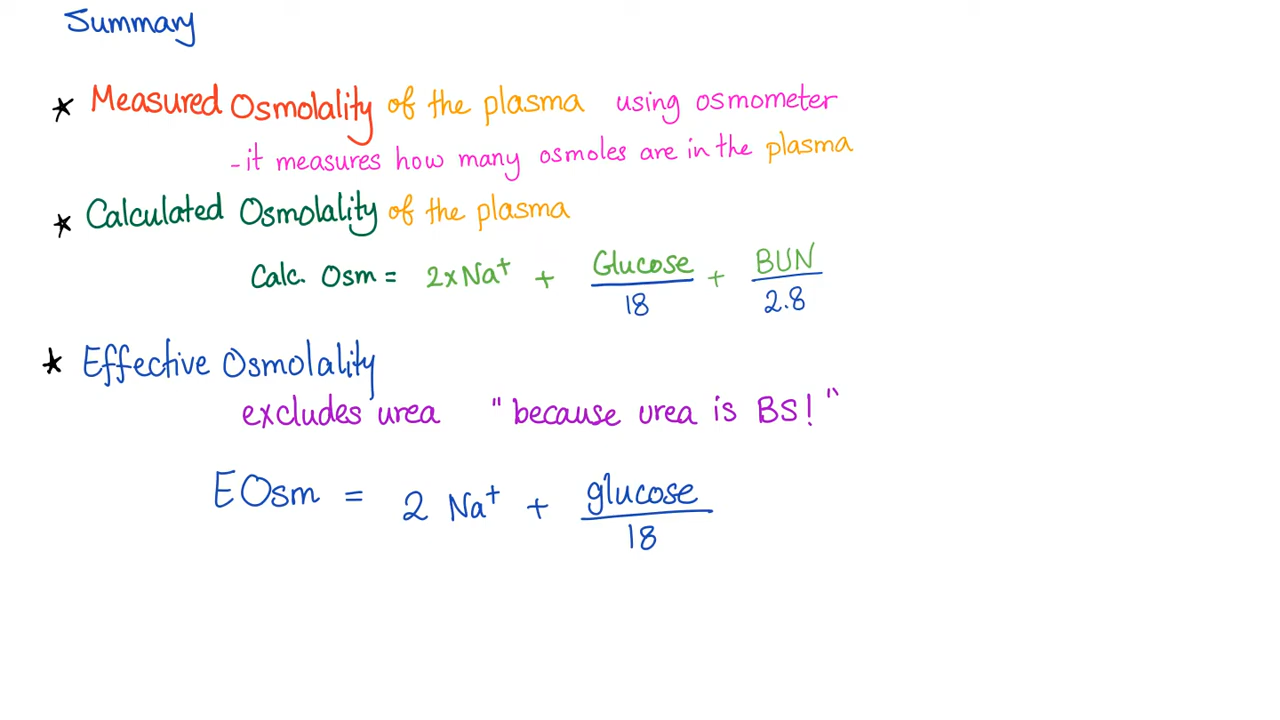 Summary
★ Measured Osmolality of the plasma using osmometer
- it measures how many osmoles are in the plasma
★ Calculated Osmolality of the plasma
Calc. Osm = 2xNa⁺ + Glucose/18 + BUN/2.8
★ Effective Osmolality
excludes urea "because urea is BS!"
EOsm = 2 Na⁺ + glucose/18